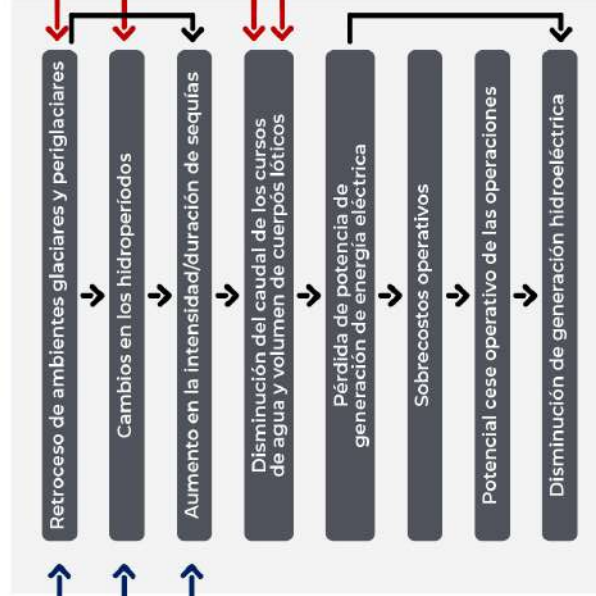 Retroceso de ambientes glaciares y periglaciares
Cambios en los hidroperíodos
Aumento en la intensidad/duración de sequías
Disminución del caudal de los cursos
de agua y volumen de cuerpós lóticos
Pérdida de potencia de
generación de energía eléctrica
Sobrecostos operativos
Potencial cese operativo de las operaciones
Disminución de generación hidroeléctrica